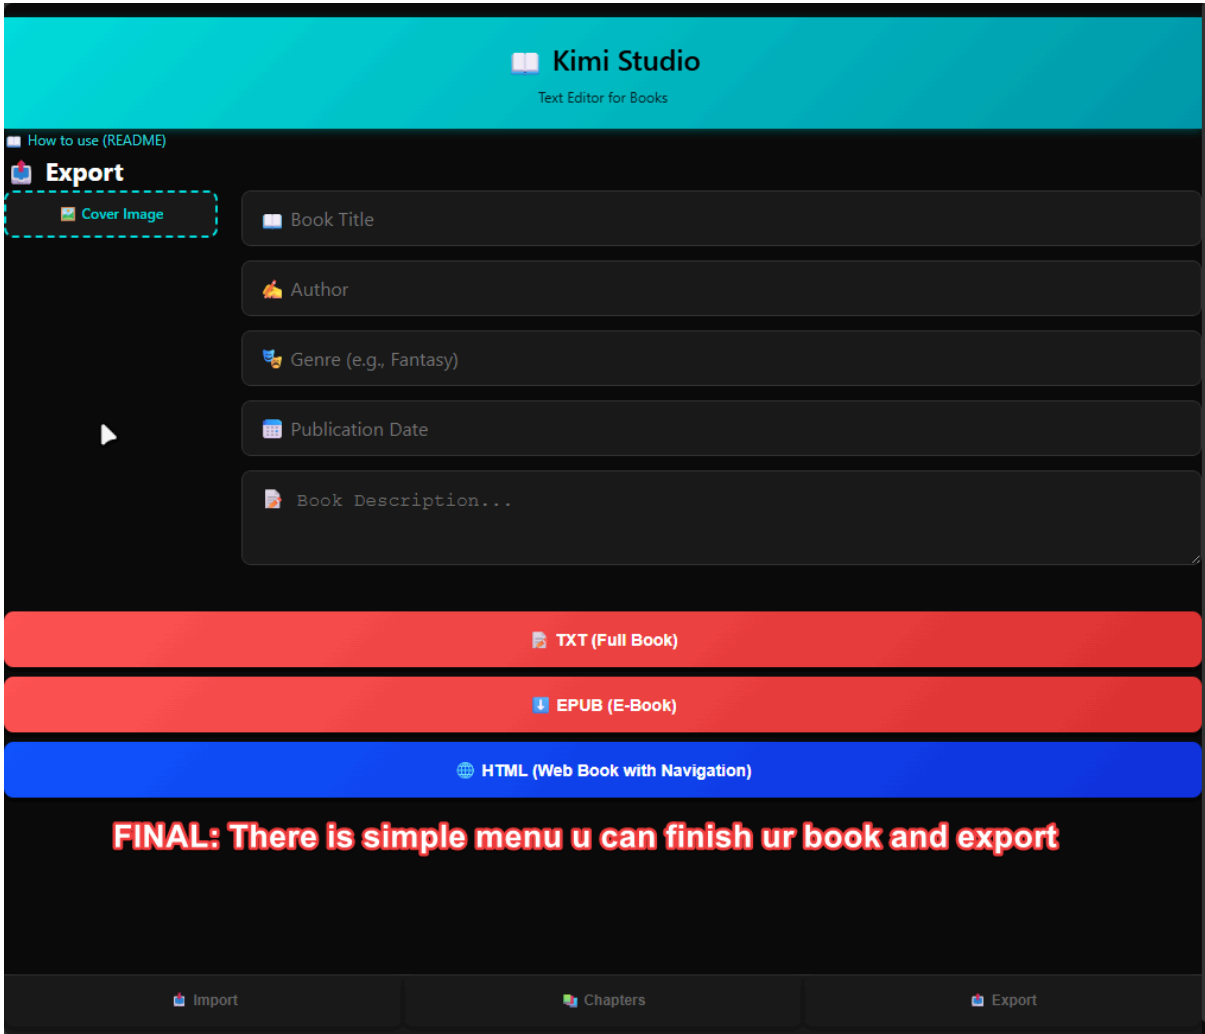 Kimi Studio
Text Editor for Books
How to use (README)
Export
Cover Image
Book Title
Author
Genre (e.g., Fantasy)
Publication Date
Book Description...
TXT (Full Book)
EPUB (E-Book)
HTML (Web Book with Navigation)
FINAL: There is simple menu u can finish ur book and export
Import
Chapters
Export